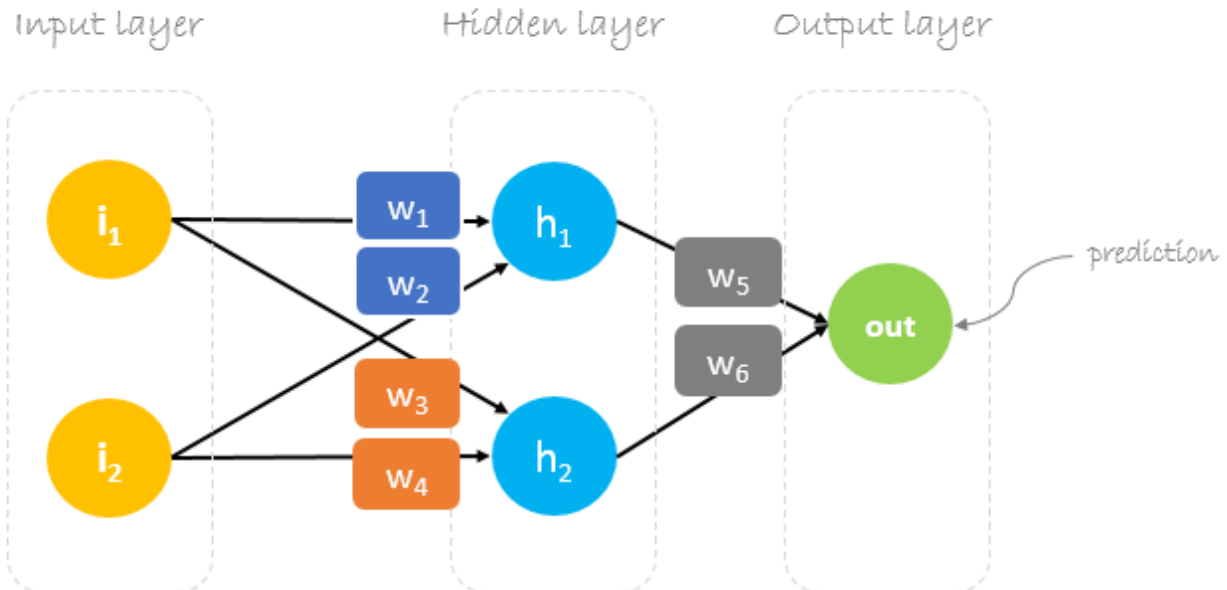 Input layer
Hidden layer
Output layer
i₁
w₁
h₁
w₂
w₅
prediction
out
w₃
w₆
i₂
w₄
h₂